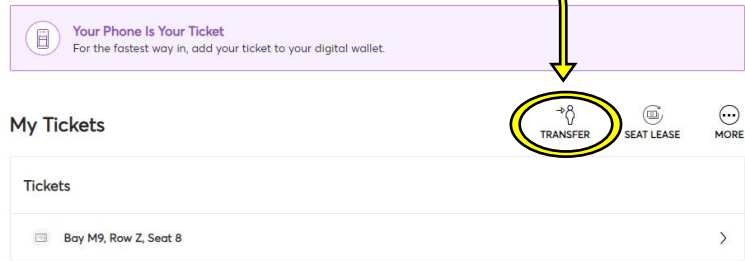 Your Phone Is Your Ticket
For the fastest way in, add your ticket to your digital wallet.
My Tickets
TRANSFER SEAT LEASE MORE
Tickets
Bay M9, Row Z, Seat 8